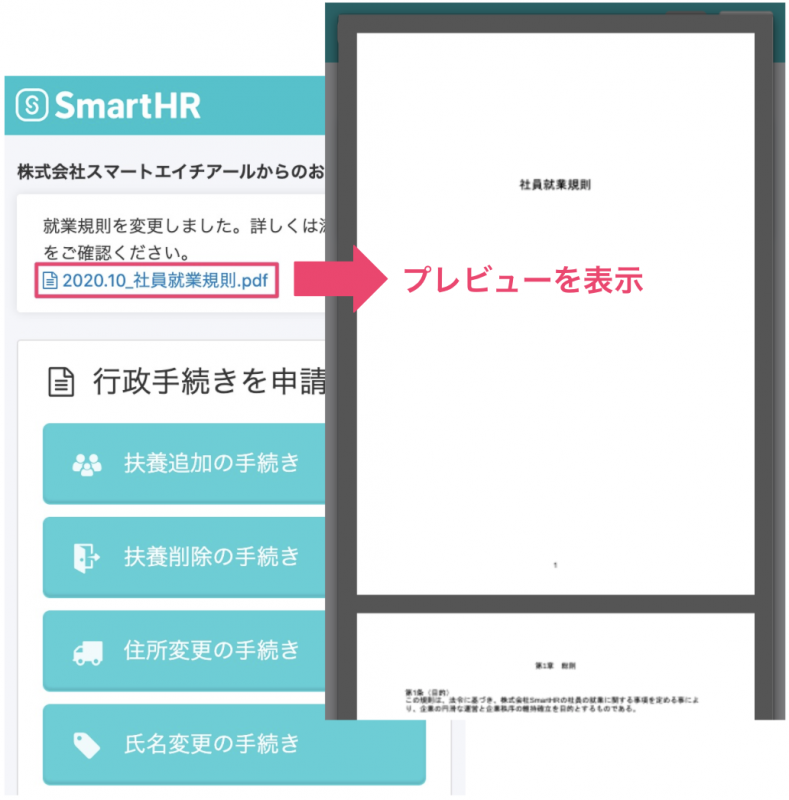 SmartHR
株式会社スマートエイチアールからのお
就業規則を変更しました。詳しくは
をご確認ください。
2020.10_社員就業規則.pdf
プレビューを表示
行政手続きを申請
扶養追加の手続き
扶養削除の手続き
住所変更の手続き
氏名変更の手続き
社員就業規則
1
第1章 総則
第1条（目的）
この規則は、法令に基づき、株式会社SmartHRの社員の就業に関する事項を定める事によ
り、企業の円滑な運営と企業秩序の維持確立を目的とするものである。